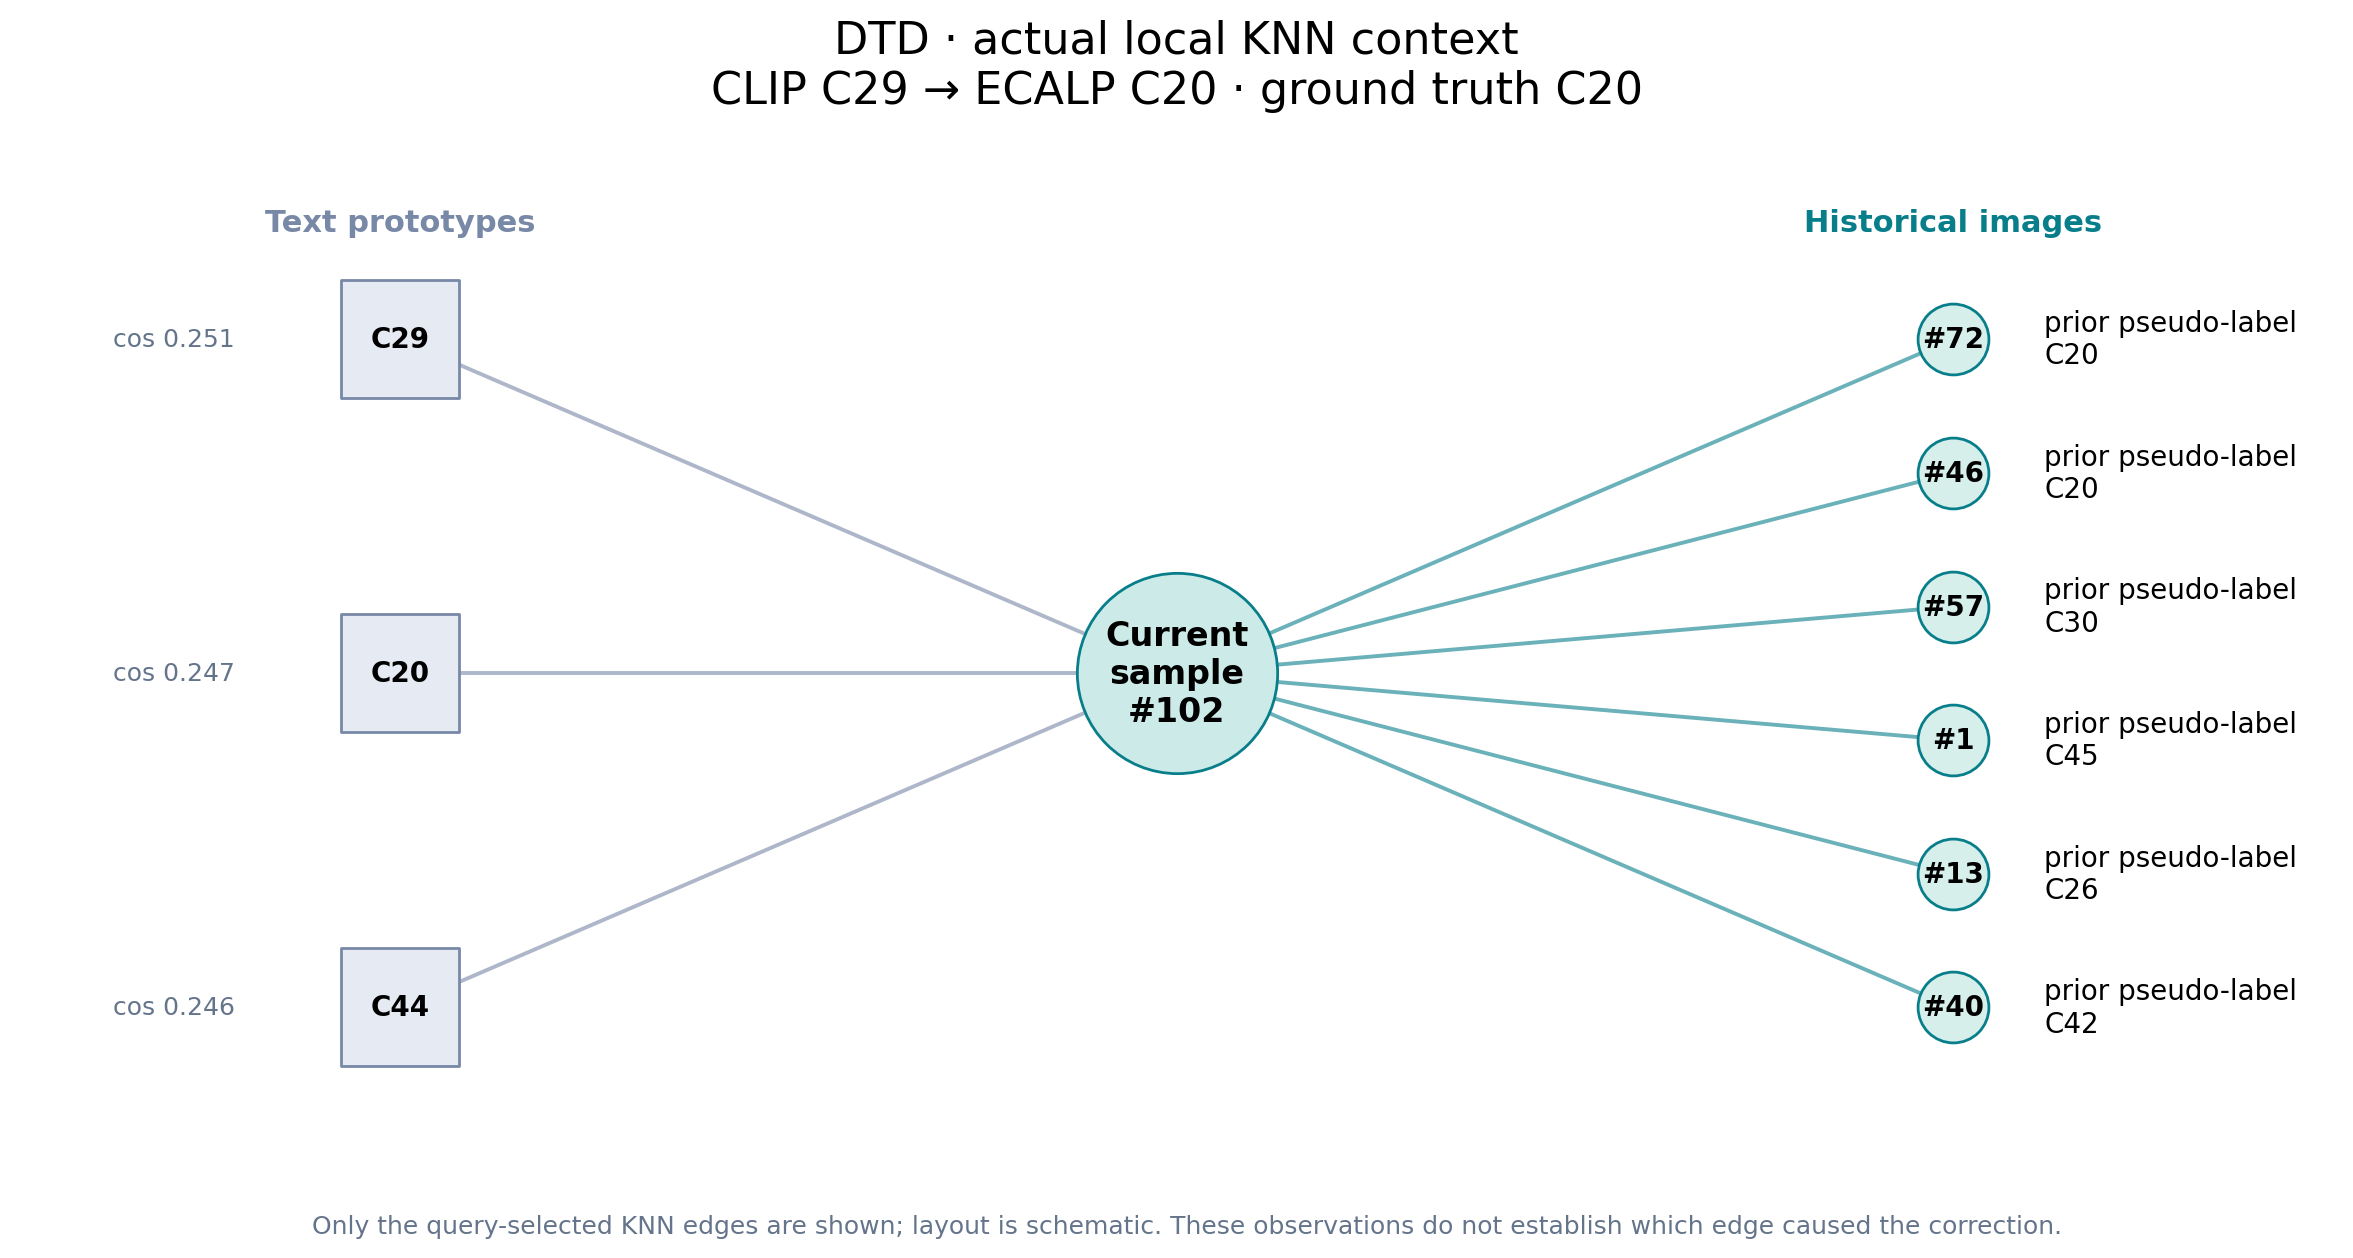 DTD · actual local KNN context
CLIP C29 → ECALP C20 · ground truth C20
Text prototypes
cos 0.251
C29
cos 0.247
C20
cos 0.246
C44
Current
sample
#102
Historical images
#72
prior pseudo-label
C20
#46
prior pseudo-label
C20
#57
prior pseudo-label
C30
#1
prior pseudo-label
C45
#13
prior pseudo-label
C26
#40
prior pseudo-label
C42
Only the query-selected KNN edges are shown; layout is schematic. These observations do not establish which edge caused the correction.